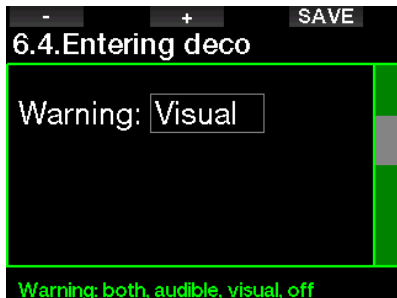 - + SAVE
6.4.Entering deco
Warning: Visual
Warning: both, audible, visual, off